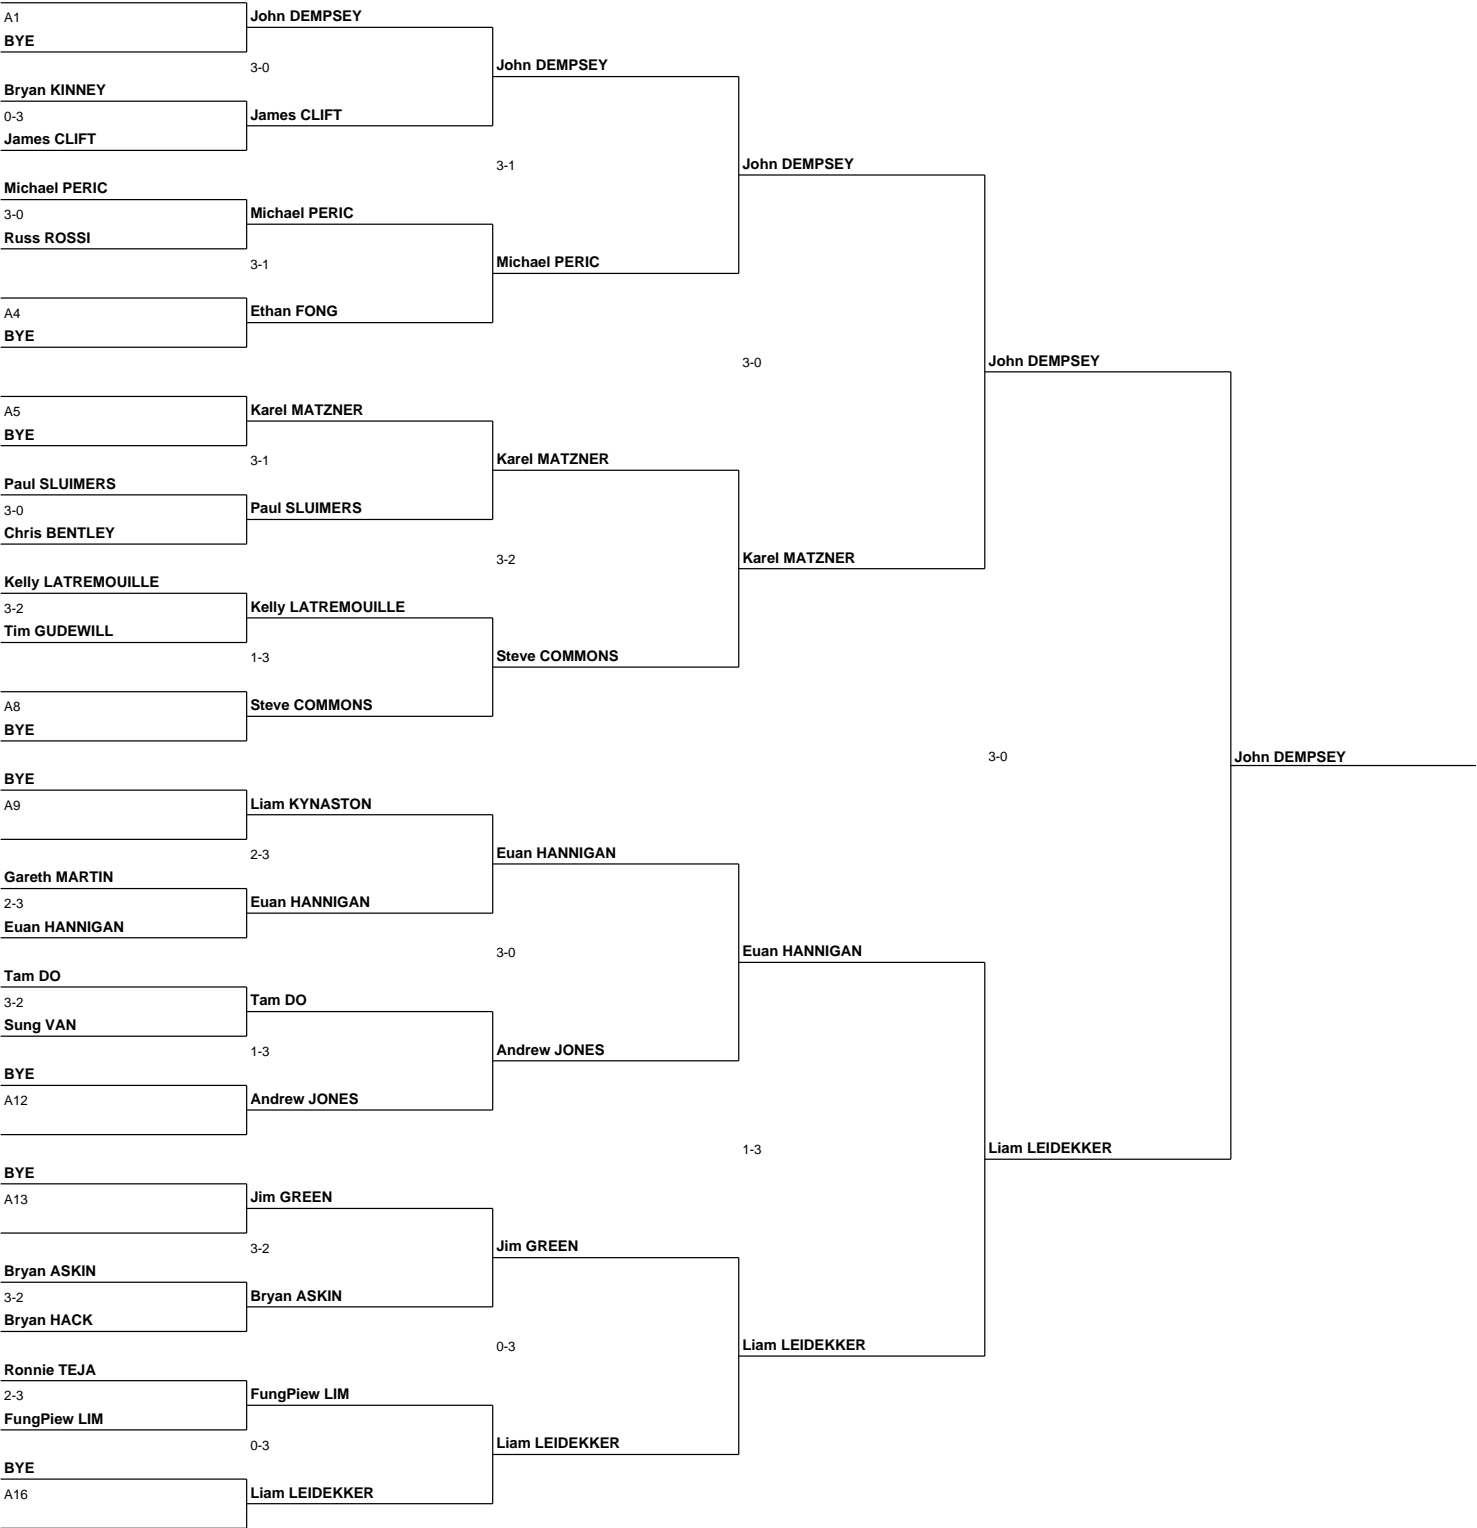 A1
BYE
Bryan KINNEY
0-3
James CLIFT
Michael PERIC
3-0
Russ ROSSI
A4
BYE
A5
BYE
Paul SLUIMERS
3-0
Chris BENTLEY
Kelly LATREMOUILLE
3-2
Tim GUDEWILL
A8
BYE
BYE
A9
Gareth MARTIN
2-3
Euan HANNIGAN
Tam DO
3-2
Sung VAN
BYE
A12
BYE
A13
Bryan ASKIN
3-2
Bryan HACK
Ronnie TEJA
2-3
FungPiew LIM
BYE
A16
John DEMPSEY
3-0
James CLIFT
Michael PERIC
3-1
Ethan FONG
Karel MATZNER
3-1
Paul SLUIMERS
Kelly LATREMOUILLE
1-3
Steve COMMONS
Liam KYNASTON
2-3
Euan HANNIGAN
Tam DO
1-3
Andrew JONES
Jim GREEN
3-2
Bryan ASKIN
FungPiew LIM
0-3
Liam LEIDEKKER
John DEMPSEY
3-1
Michael PERIC
Karel MATZNER
3-2
Steve COMMONS
Euan HANNIGAN
3-0
Andrew JONES
Jim GREEN
0-3
Liam LEIDEKKER
John DEMPSEY
3-0
Karel MATZNER
Euan HANNIGAN
1-3
Liam LEIDEKKER
John DEMPSEY
3-0
Liam LEIDEKKER
John DEMPSEY